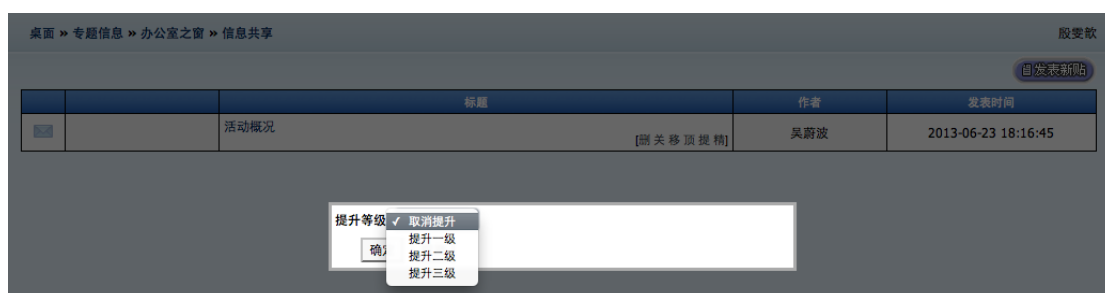 桌面 » 专题信息 » 办公室之窗 » 信息共享
殷雯歆
发表新贴
标题 作者 发表时间
活动概况 [删 关 移 顶 提 精] 吴蔚波 2013-06-23 18:16:45
提升等级 ✓ 取消提升
提升一级
确定
提升二级
提升三级